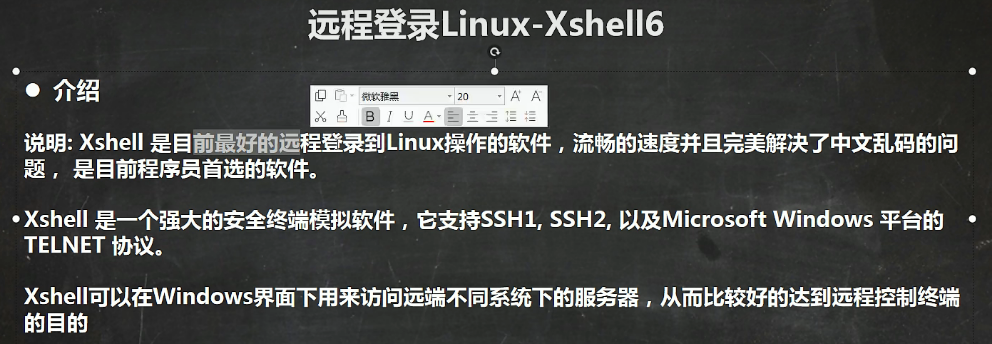 远程登录Linux-Xshell6
● 介绍
微软雅黑 20 A A
B I U A
说明: Xshell 是目前最好的远程登录到Linux操作的软件，流畅的速度并且完美解决了中文乱码的问
题， 是目前程序员首选的软件。
Xshell 是一个强大的安全终端模拟软件，它支持SSH1, SSH2, 以及Microsoft Windows 平台的
TELNET 协议。
Xshell可以在Windows界面下用来访问远端不同系统下的服务器，从而比较好的达到远程控制终端
的目的